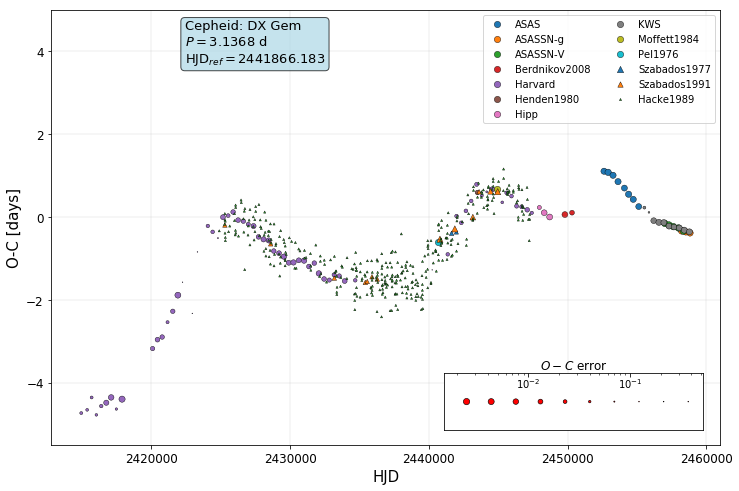 Cepheid: DX Gem
P = 3.1368 d
HJD_ref = 2441866.183
ASAS
ASASSN-g
ASASSN-V
Berdnikov2008
Harvard
Henden1980
Hipp
KWS
Moffett1984
Pel1976
Szabados1977
Szabados1991
Hacke1989
4
2
0
−2
−4
O-C [days]
O − C error
10^−2 10^−1
2420000 2430000 2440000 2450000 2460000
HJD